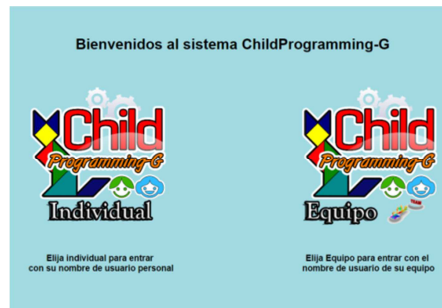 Bienvenidos al sistema ChildProgramming-G
Child
Programming-G
Individual
Elija individual para entrar
con su nombre de usuario personal
Child
Programming-G
Equipo
Elija Equipo para entrar con el
nombre de usuario de su equipo